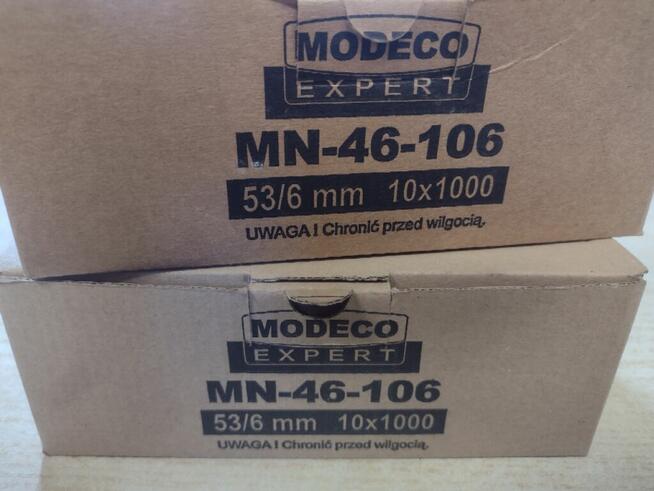 MODECO
EXPERT
MN-46-106
53/6 mm 10x1000
UWAGA! Chronić przed wilgocią.
MODECO
EXPERT
MN-46-106
53/6 mm 10x1000
UWAGA! Chronić przed wilgocią.